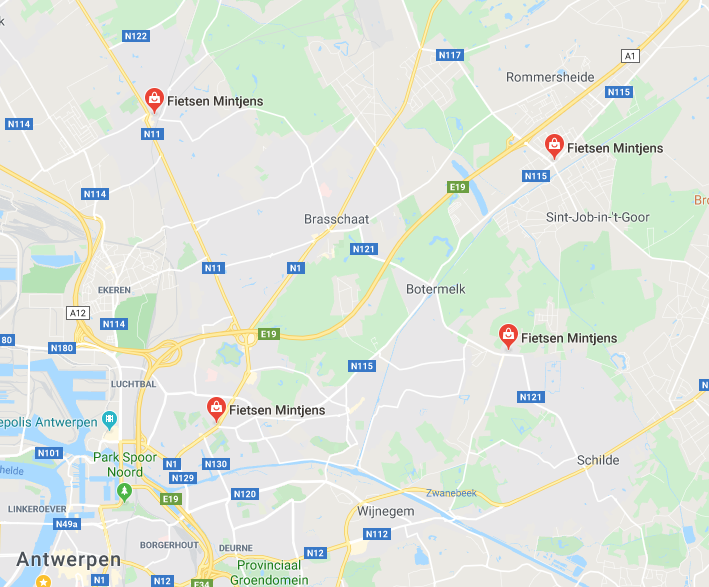 k
N122
N117
A1
Rommersheide
N115
Fietsen Mintjens
N114
N11
Fietsen Mintjens
N115
E19
N114
Brasschaat
Sint-Job-in-'t-Goor
N121
N11
N1
Botermelk
EKEREN
A12
N114
E19
80
N180
Fietsen Mintjens
N115
LUCHTBAL
N121
N
Fietsen Mintjens
epolis Antwerpen
N101
Park Spoor
Noord
N1
N130
N129
Schilde
helde
E19
N120
Zwanebeek
LINKEROEVER
N49a
Wijnegem
N112
BORGERHOUT
DEURNE
N12
Antwerpen
Provinciaal
Groendomein
N1
N12
E34